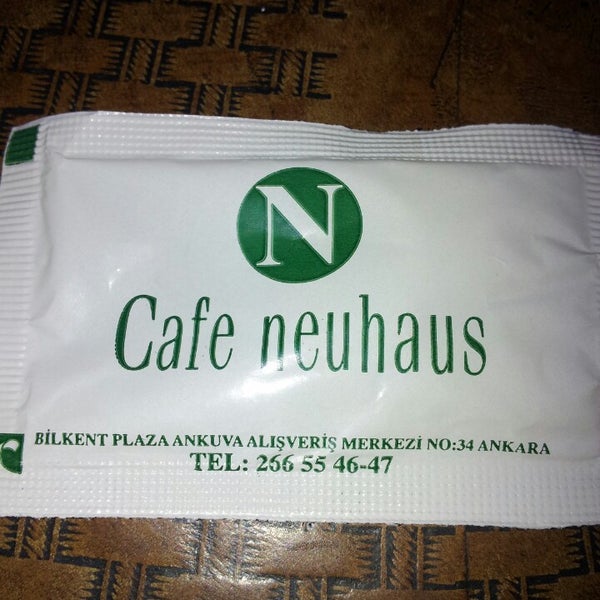 N
Cafe neuhaus
BİLKENT PLAZA ANKUVA ALIŞVERİŞ MERKEZİ NO:34 ANKARA
TEL: 266 55 46-47